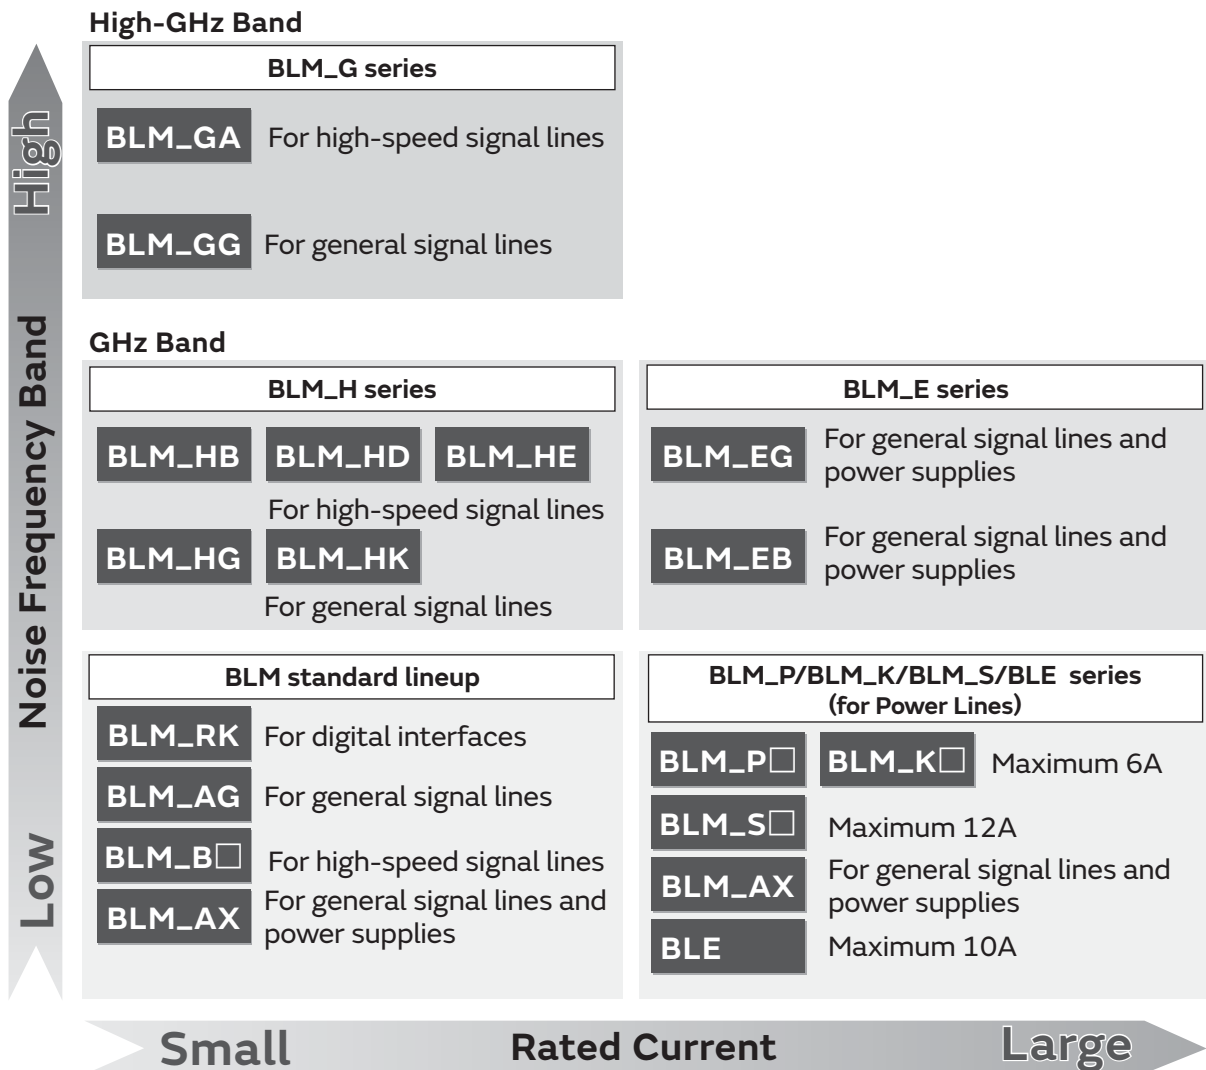 High-GHz Band
BLM_G series
BLM_GA For high-speed signal lines
BLM_GG For general signal lines
GHz Band
BLM_H series
BLM_HB BLM_HD BLM_HE
For high-speed signal lines
BLM_HG BLM_HK
For general signal lines
BLM_E series
BLM_EG For general signal lines and
power supplies
BLM_EB For general signal lines and
power supplies
BLM standard lineup
BLM_RK For digital interfaces
BLM_AG For general signal lines
BLM_B□ For high-speed signal lines
BLM_AX For general signal lines and
power supplies
BLM_P/BLM_K/BLM_S/BLE series
(for Power Lines)
BLM_P□ BLM_K□ Maximum 6A
BLM_S□ Maximum 12A
BLM_AX For general signal lines and
power supplies
BLE Maximum 10A
Low Noise Frequency Band High
Small Rated Current Large